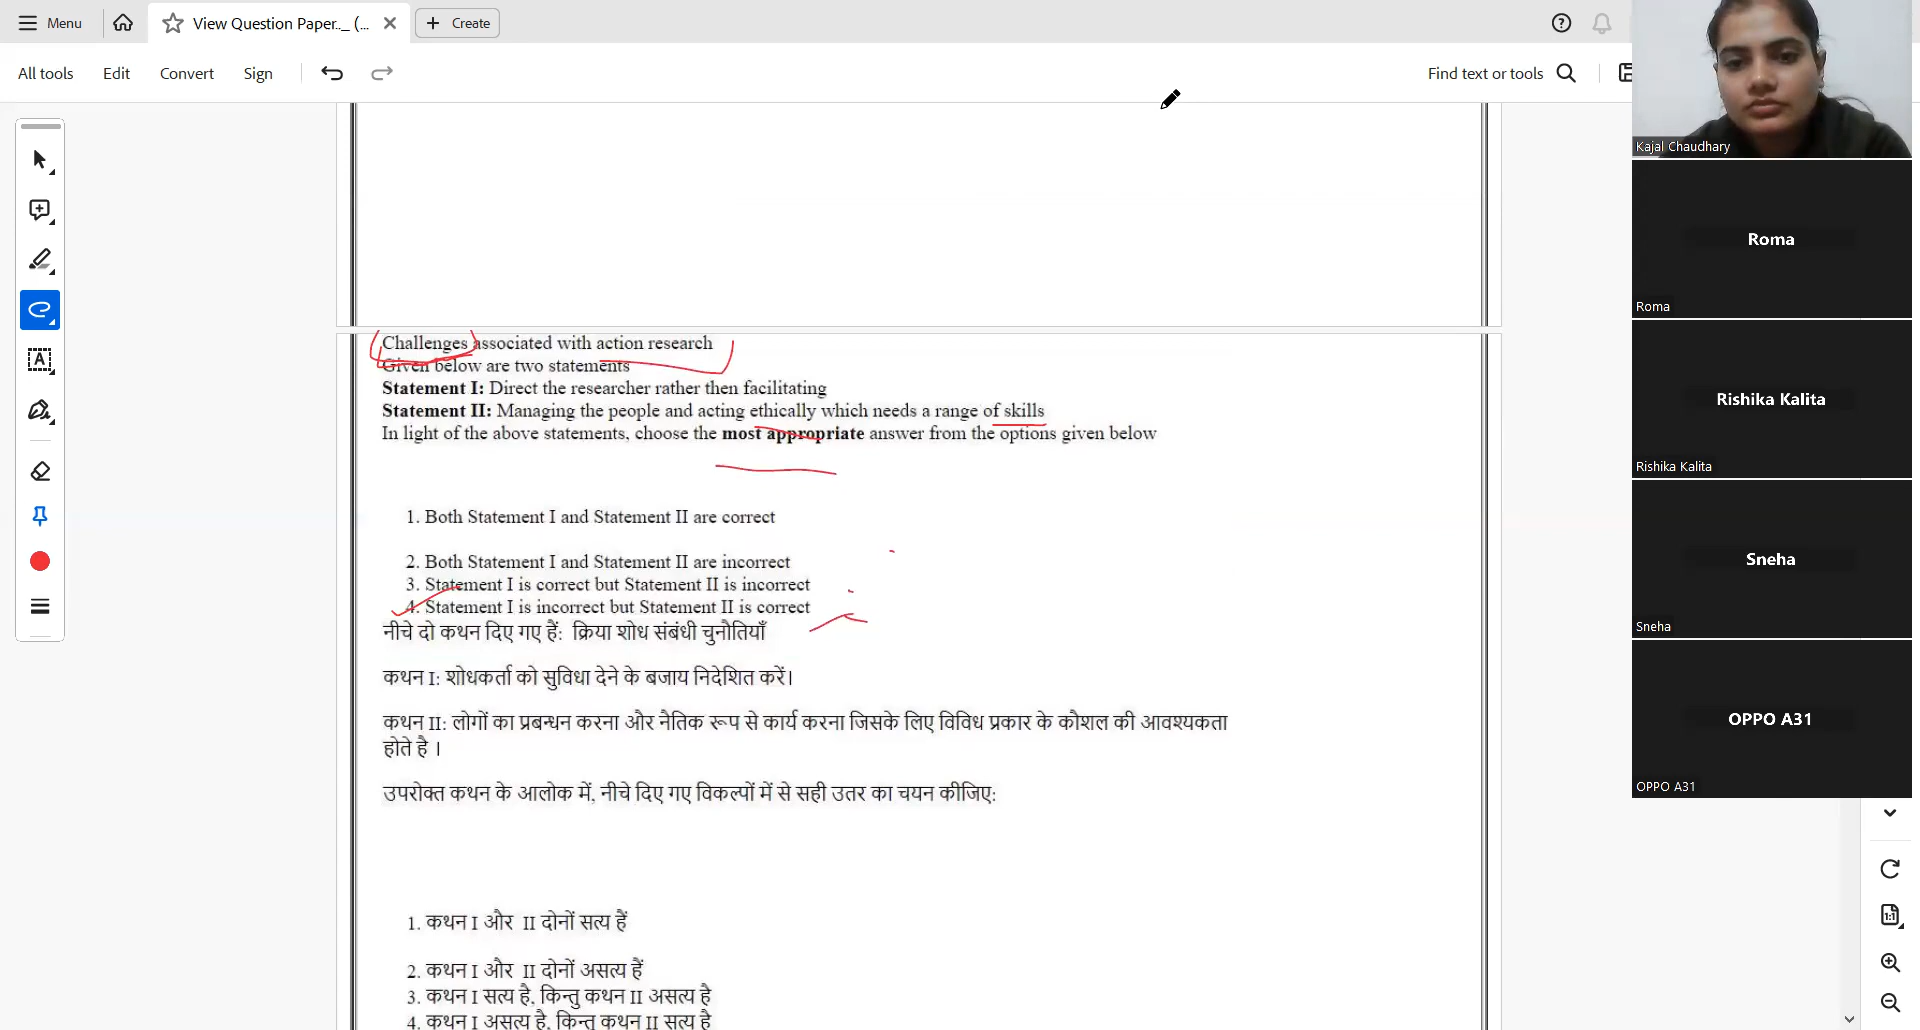 Menu
View Question Paper.._ (...
Create
All tools
Edit
Convert
Sign
Find text or tools
Kajal Chaudhary
Roma
Roma
Rishika Kalita
Rishika Kalita
Sneha
Sneha
OPPO A31
OPPO A31
Challenges associated with action research
Given below are two statements
Statement I: Direct the researcher rather then facilitating
Statement II: Managing the people and acting ethically which needs a range of skills
In light of the above statements, choose the most appropriate answer from the options given below
1. Both Statement I and Statement II are correct
2. Both Statement I and Statement II are incorrect
3. Statement I is correct but Statement II is incorrect
4. Statement I is incorrect but Statement II is correct
नीचे दो कथन दिए गए हैं: क्रिया शोध संबंधी चुनौतियाँ
कथन I: शोधकर्ता को सुविधा देने के बजाय निदेशित करें।
कथन II: लोगों का प्रबन्धन करना और नैतिक रूप से कार्य करना जिसके लिए विविध प्रकार के कौशल की आवश्यकता
होते है ।
उपरोक्त कथन के आलोक में, नीचे दिए गए विकल्पों में से सही उतर का चयन कीजिए:
1. कथन I और II दोनों सत्य हैं
2. कथन I और II दोनों असत्य हैं
3. कथन I सत्य है, किन्तु कथन II असत्य है
4. कथन I असत्य है, किन्तु कथन II सत्य है